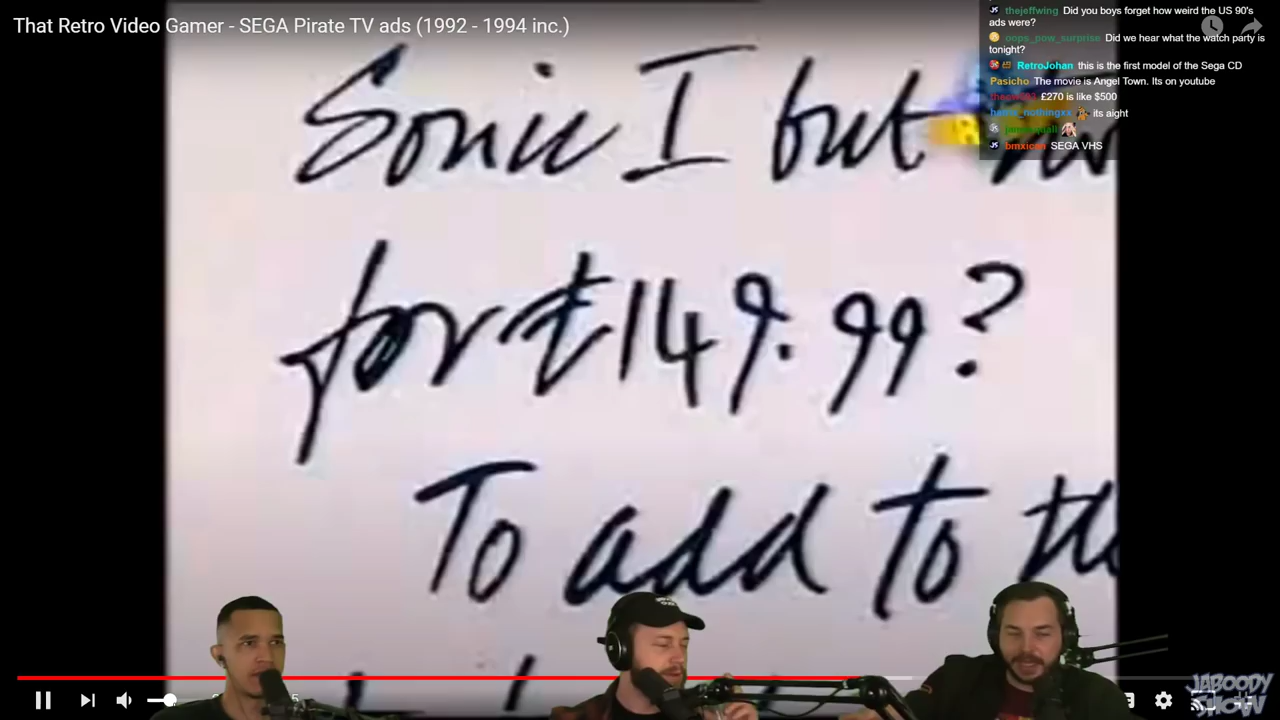 That Retro Video Gamer - SEGA Pirate TV ads (1992 - 1994 inc.)
thejeffwing Did you boys forget how weird the US 90's
ads were?
oops_pow_surprise Did we hear what the watch party is
tonight?
RetroJohan this is the first model of the Sega CD
Pasicho The movie is Angel Town. Its on youtube
£270 is like $500
its aight
bmxican SEGA VHS
Sonic I but
for £149.99?
To add to
JABOODY
SHOW